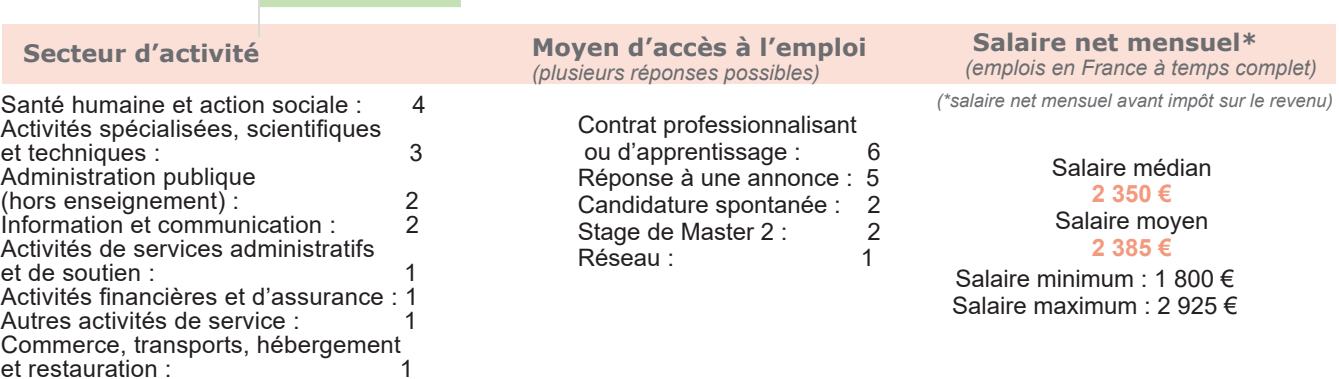 Secteur d’activité
Santé humaine et action sociale : 4
Activités spécialisées, scientifiques
et techniques : 3
Administration publique
(hors enseignement) : 2
Information et communication : 2
Activités de services administratifs
et de soutien : 1
Activités financières et d’assurance : 1
Autres activités de service : 1
Commerce, transports, hébergement
et restauration : 1
Moyen d’accès à l’emploi
(plusieurs réponses possibles)
Contrat professionnalisant
ou d’apprentissage : 6
Réponse à une annonce : 5
Candidature spontanée : 2
Stage de Master 2 : 2
Réseau : 1
Salaire net mensuel*
(emplois en France à temps complet)
(*salaire net mensuel avant impôt sur le revenu)
Salaire médian
2 350 €
Salaire moyen
2 385 €
Salaire minimum : 1 800 €
Salaire maximum : 2 925 €